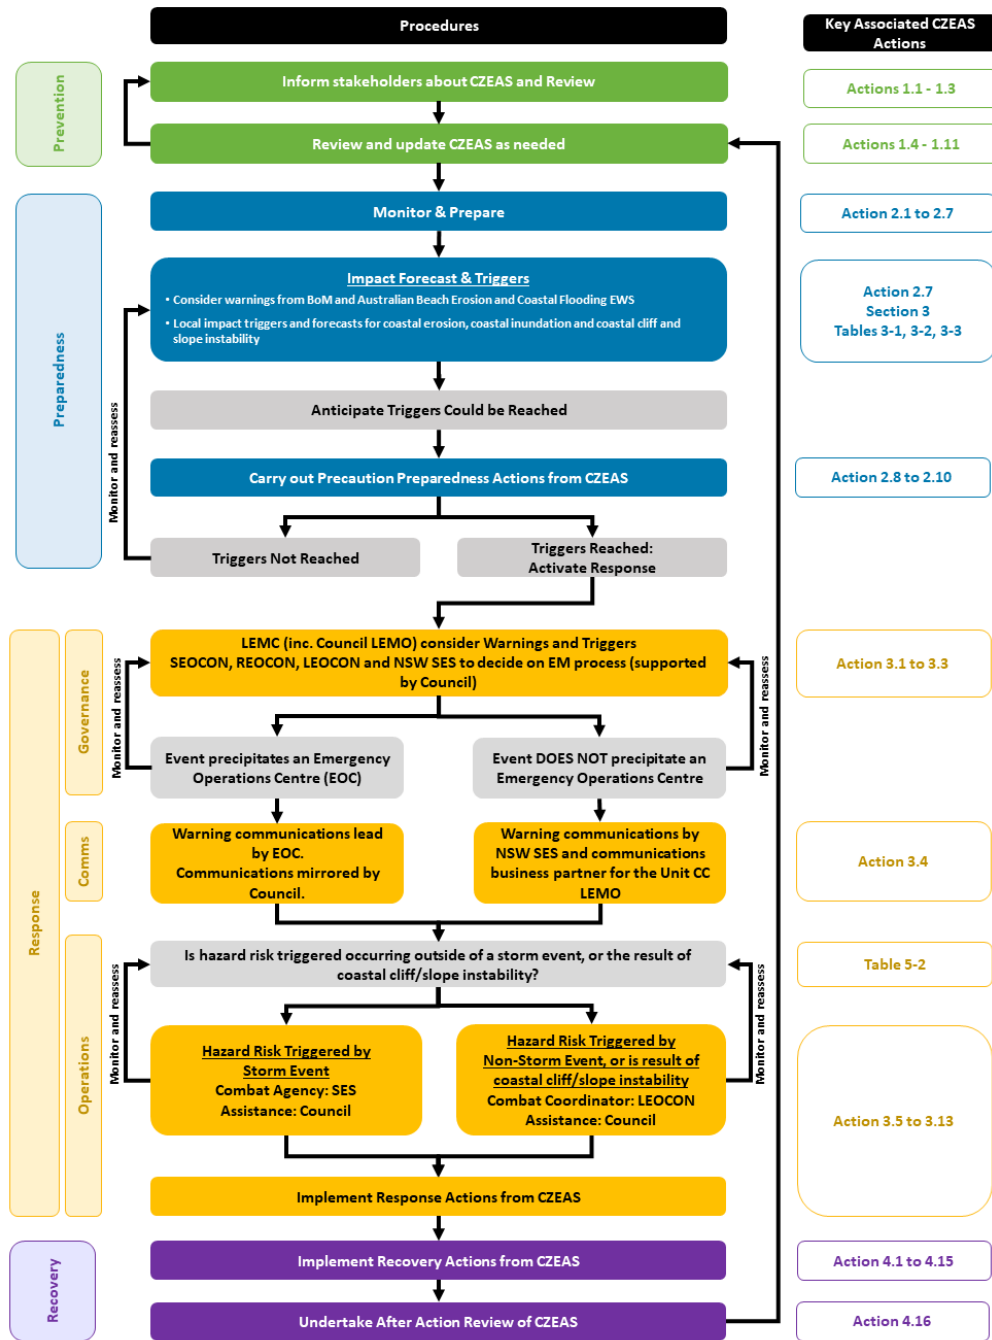 Procedures
Key Associated CZEAS
Actions
Prevention
Inform stakeholders about CZEAS and Review
Actions 1.1 - 1.3
Review and update CZEAS as needed
Actions 1.4 - 1.11
Preparedness
Monitor & Prepare
Action 2.1 to 2.7
Impact Forecast & Triggers
• Consider warnings from BoM and Australian Beach Erosion and Coastal Flooding EWS
• Local impact triggers and forecasts for coastal erosion, coastal inundation and coastal cliff and
slope instability
Action 2.7
Section 3
Tables 3-1, 3-2, 3-3
Monitor and reassess
Anticipate Triggers Could be Reached
Carry out Precaution Preparedness Actions from CZEAS
Action 2.8 to 2.10
Triggers Not Reached
Triggers Reached:
Activate Response
Response
Governance
Monitor and reassess
LEMC (inc. Council LEMO) consider Warnings and Triggers
SEOCON, REOCON, LEOCON and NSW SES to decide on EM process (supported
by Council)
Monitor and reassess
Action 3.1 to 3.3
Event precipitates an Emergency
Operations Centre (EOC)
Event DOES NOT precipitate an
Emergency Operations Centre
Comms
Warning communications lead
by EOC.
Communications mirrored by
Council.
Warning communications by
NSW SES and communications
business partner for the Unit CC
LEMO
Action 3.4
Operations
Is hazard risk triggered occurring outside of a storm event, or the result of
coastal cliff/slope instability?
Table 5-2
Monitor and reassess
Hazard Risk Triggered by
Storm Event
Combat Agency: SES
Assistance: Council
Hazard Risk Triggered by
Non-Storm Event, or is result of
coastal cliff/slope instability
Combat Coordinator: LEOCON
Assistance: Council
Monitor and reassess
Action 3.5 to 3.13
Implement Response Actions from CZEAS
Recovery
Implement Recovery Actions from CZEAS
Action 4.1 to 4.15
Undertake After Action Review of CZEAS
Action 4.16